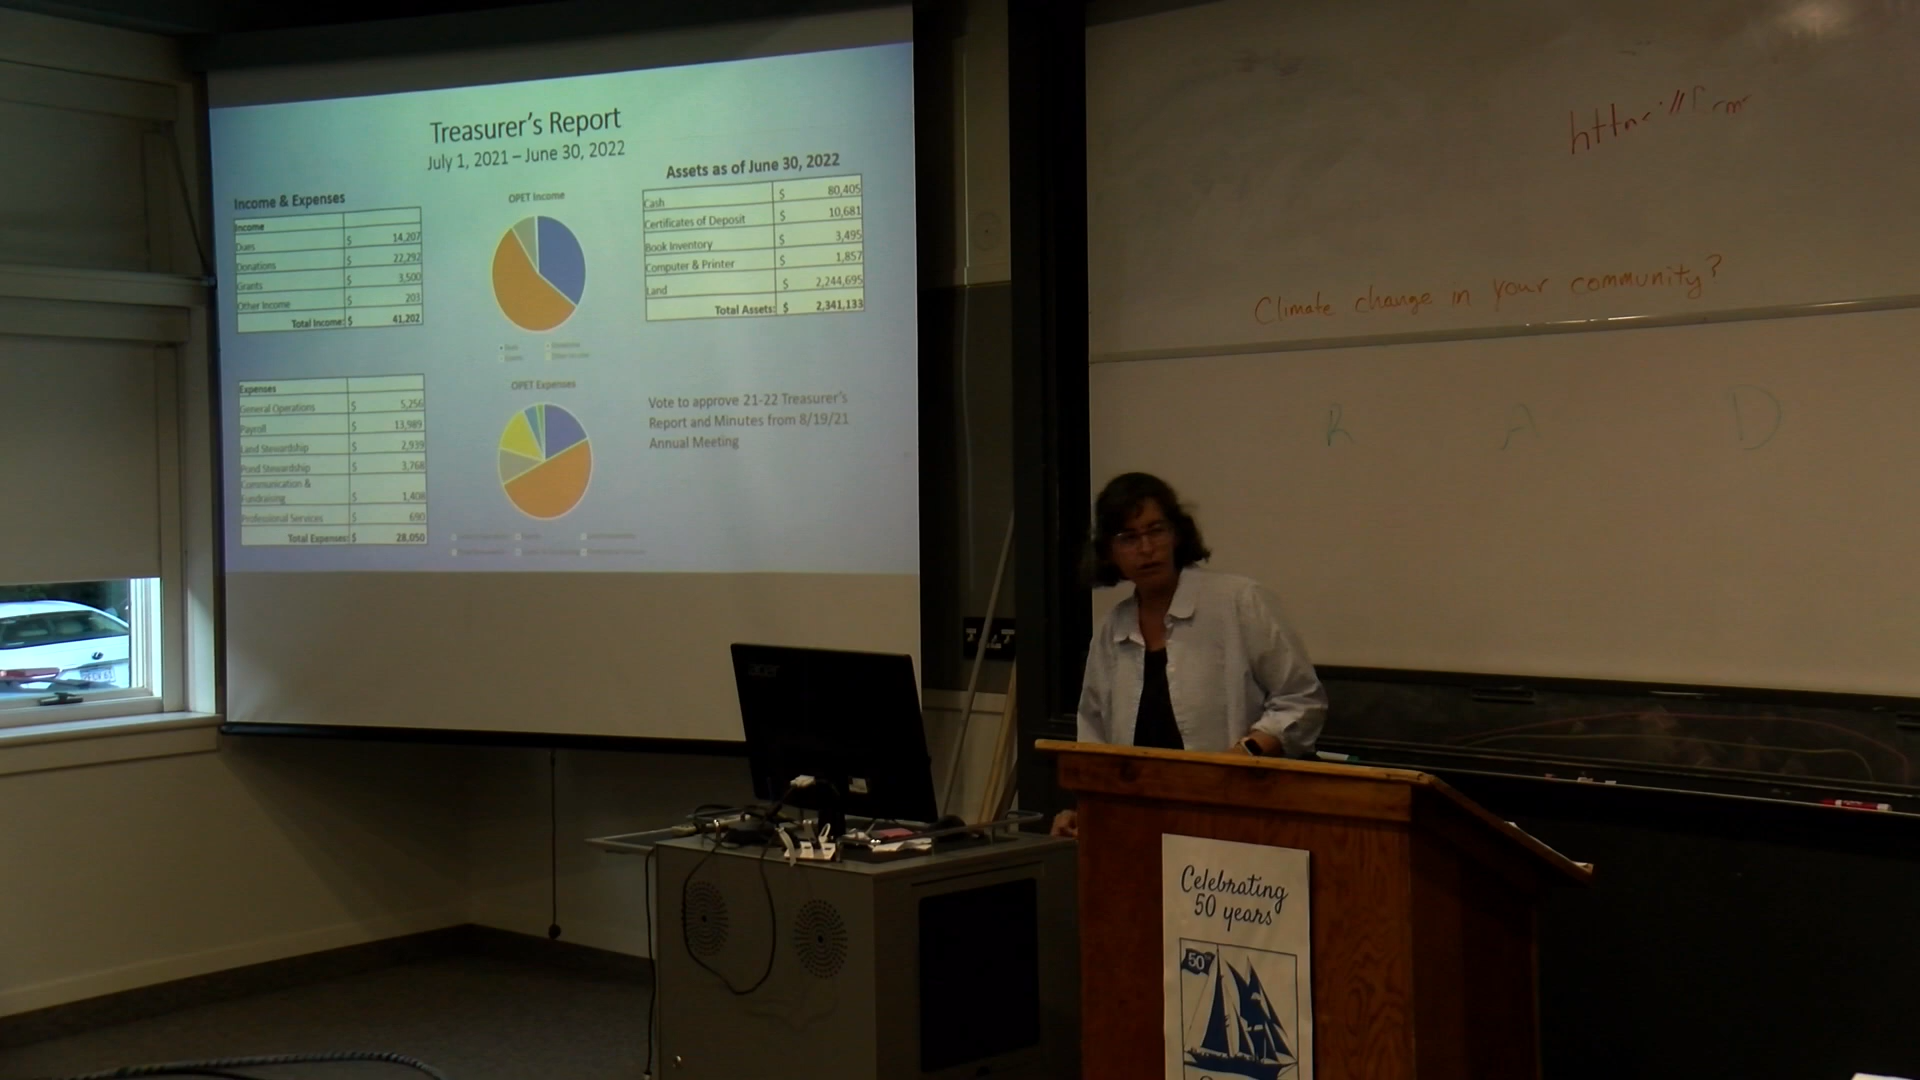 Treasurer's Report
July 1, 2021 – June 30, 2022
Income & Expenses
Income
Dues $ 14,207
Donations $ 22,292
Grants $ 3,500
Other Income $ 203
Total Income: $ 41,202
Expenses
General Operations $ 5,256
Payroll $ 13,989
Land Stewardship $ 2,939
Pond Stewardship $ 3,768
Communication &
Fundraising $ 1,408
Professional Services $ 690
Total Expenses: $ 28,050
OPET Income
OPET Expenses
Assets as of June 30, 2022
Cash $ 80,405
Certificates of Deposit $ 10,681
Book Inventory $ 3,495
Computer & Printer $ 1,857
Land $ 2,244,695
Total Assets: $ 2,341,133
Vote to approve 21-22 Treasurer's
Report and Minutes from 8/19/21
Annual Meeting
Climate change in your community?
R A D
acer
Celebrating
50 years
50